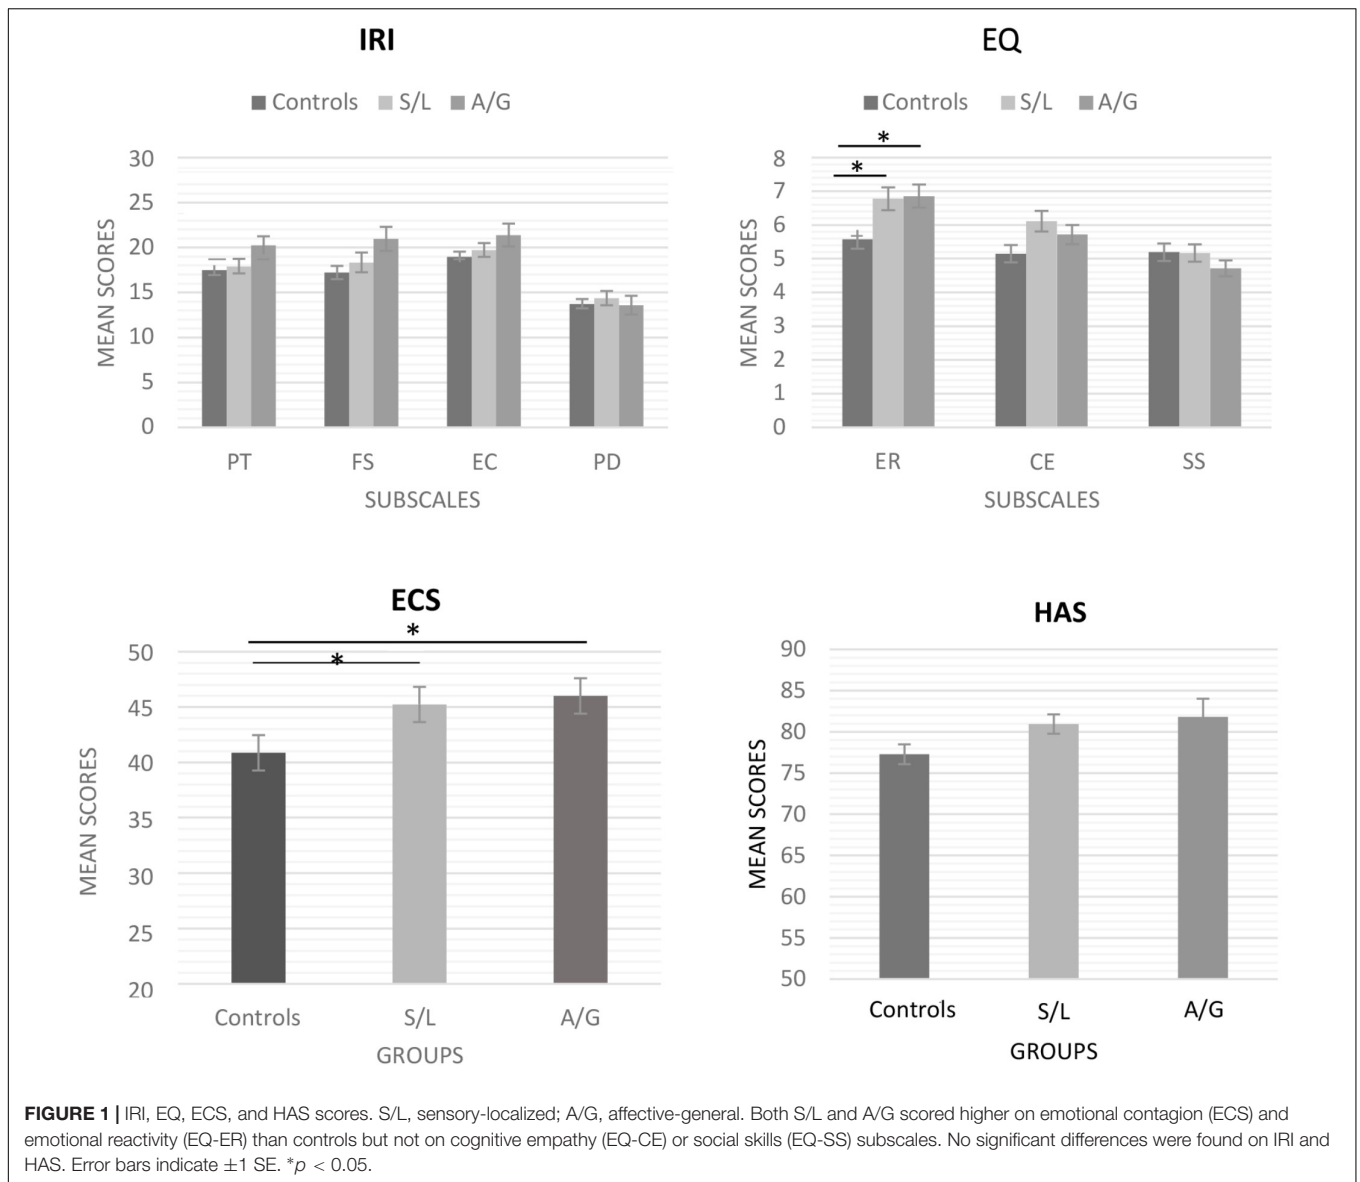 IRI
Controls S/L A/G
30
25
20
15
10
5
0
MEAN SCORES
PT FS EC PD
SUBSCALES
EQ
Controls S/L A/G
* 
*
8
7
6
5
4
3
2
1
0
MEAN SCORES
ER CE SS
SUBSCALES
ECS
*
*
50
45
40
35
30
25
20
MEAN SCORES
Controls S/L A/G
GROUPS
HAS
90
85
80
75
70
65
60
55
50
MEAN SCORES
Controls S/L A/G
GROUPS
FIGURE 1 | IRI, EQ, ECS, and HAS scores. S/L, sensory-localized; A/G, affective-general. Both S/L and A/G scored higher on emotional contagion (ECS) and
emotional reactivity (EQ-ER) than controls but not on cognitive empathy (EQ-CE) or social skills (EQ-SS) subscales. No significant differences were found on IRI and
HAS. Error bars indicate ±1 SE. *p < 0.05.